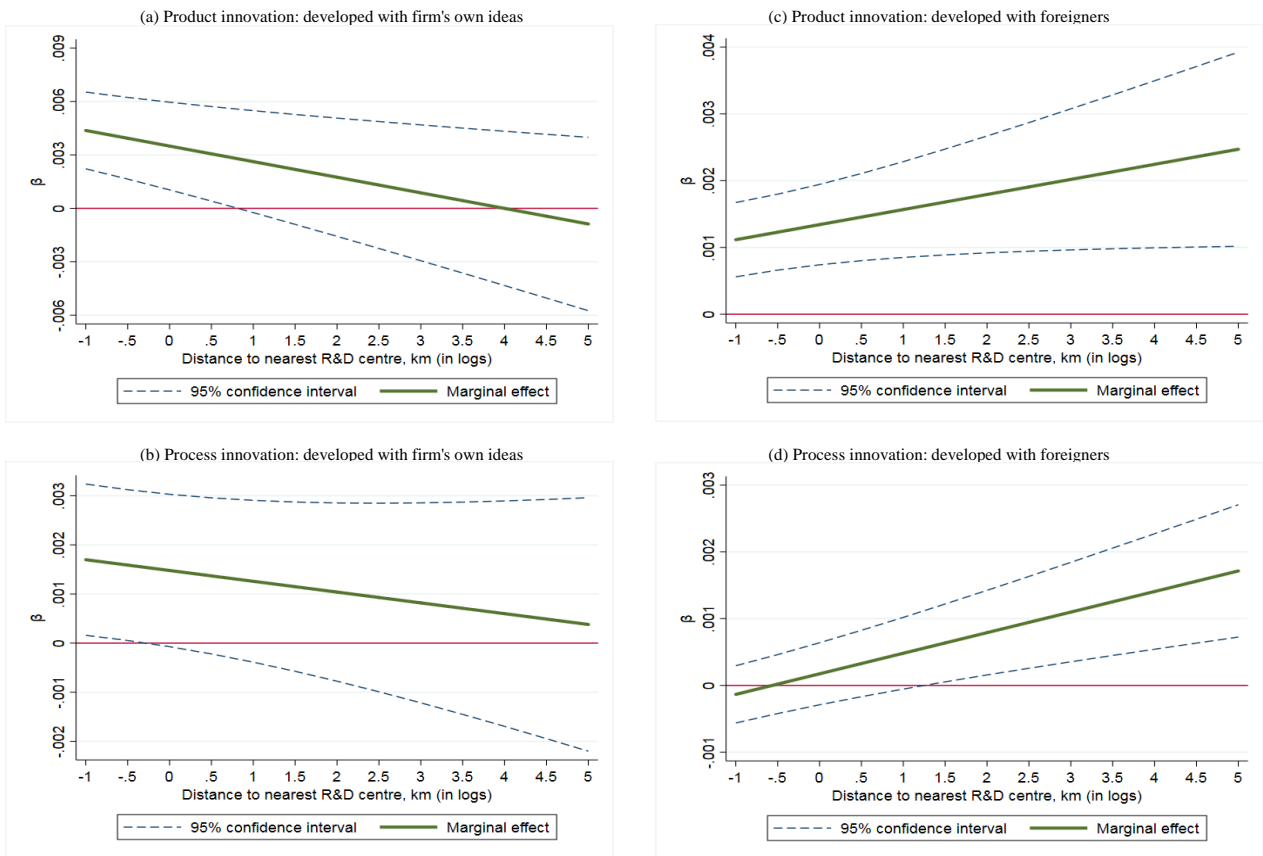 (a) Product innovation: developed with firm's own ideas
.009
.006
.003
0
-.003
-.006
β
-1 -.5 0 .5 1 1.5 2 2.5 3 3.5 4 4.5 5
Distance to nearest R&D centre, km (in logs)
95% confidence interval Marginal effect
(c) Product innovation: developed with foreigners
.004
.003
.002
.001
0
β
-1 -.5 0 .5 1 1.5 2 2.5 3 3.5 4 4.5 5
Distance to nearest R&D centre, km (in logs)
95% confidence interval Marginal effect
(b) Process innovation: developed with firm's own ideas
.003
.002
.001
0
-.001
-.002
β
-1 -.5 0 .5 1 1.5 2 2.5 3 3.5 4 4.5 5
Distance to nearest R&D centre, km (in logs)
95% confidence interval Marginal effect
(d) Process innovation: developed with foreigners
.003
.002
.001
0
-.001
β
-1 -.5 0 .5 1 1.5 2 2.5 3 3.5 4 4.5 5
Distance to nearest R&D centre, km (in logs)
95% confidence interval Marginal effect